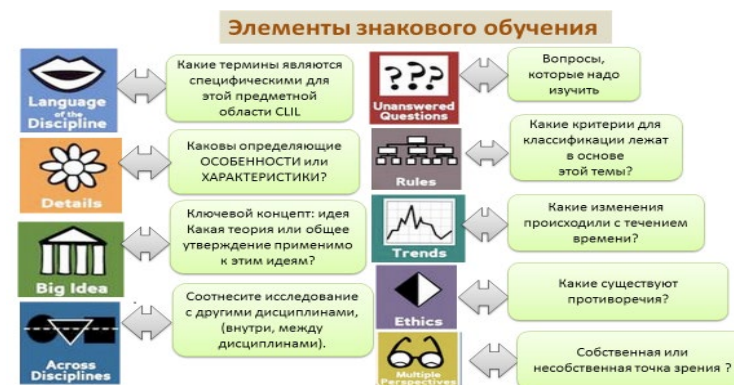 Элементы знакового обучения
Language
of the
Discipline
Какие термины являются
специфическими для
этой предметной
области CLIL
Details
Каковы определяющие
ОСОБЕННОСТИ или
ХАРАКТЕРИСТИКИ?
Big Idea
Ключевой концепт: идея
Какая теория или общее
утверждение применимо
к этим идеям?
Across
Disciplines
Соотнесите исследование
с другими дисциплинами,
(внутри, между
дисциплинами).
???
Unanswered
Questions
Вопросы,
которые надо
изучить
Rules
Какие критерии для
классификации лежат
в основе
этой темы?
Trends
Какие изменения
происходили с течением
времени?
Ethics
Какие существуют
противоречия?
Multiple
Perspectives
Собственная или
несобственная точка зрения ?